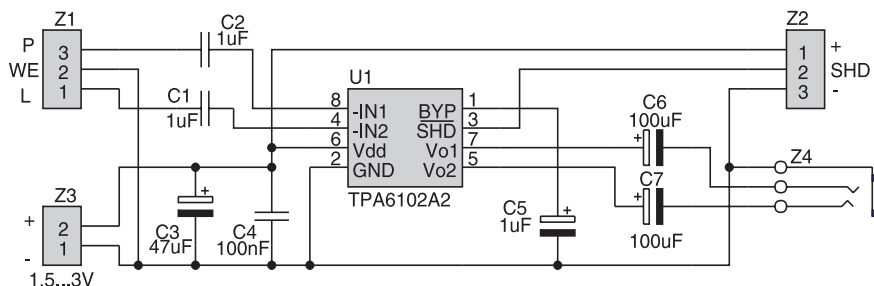 Z1
P
WE
L
3
2
1
C2
1uF
C1
1uF
U1
8
4
6
2
-IN1
-IN2
Vdd
GND
BYP
SHD
Vo1
Vo2
1
3
7
5
TPA6102A2
Z2
1
2
3
+
SHD
-
C6
+
100uF
C7
+
100uF
Z4
Z3
+
-
2
1
1.5...3V
+
C3
47uF
C4
100nF
C5
1uF
+